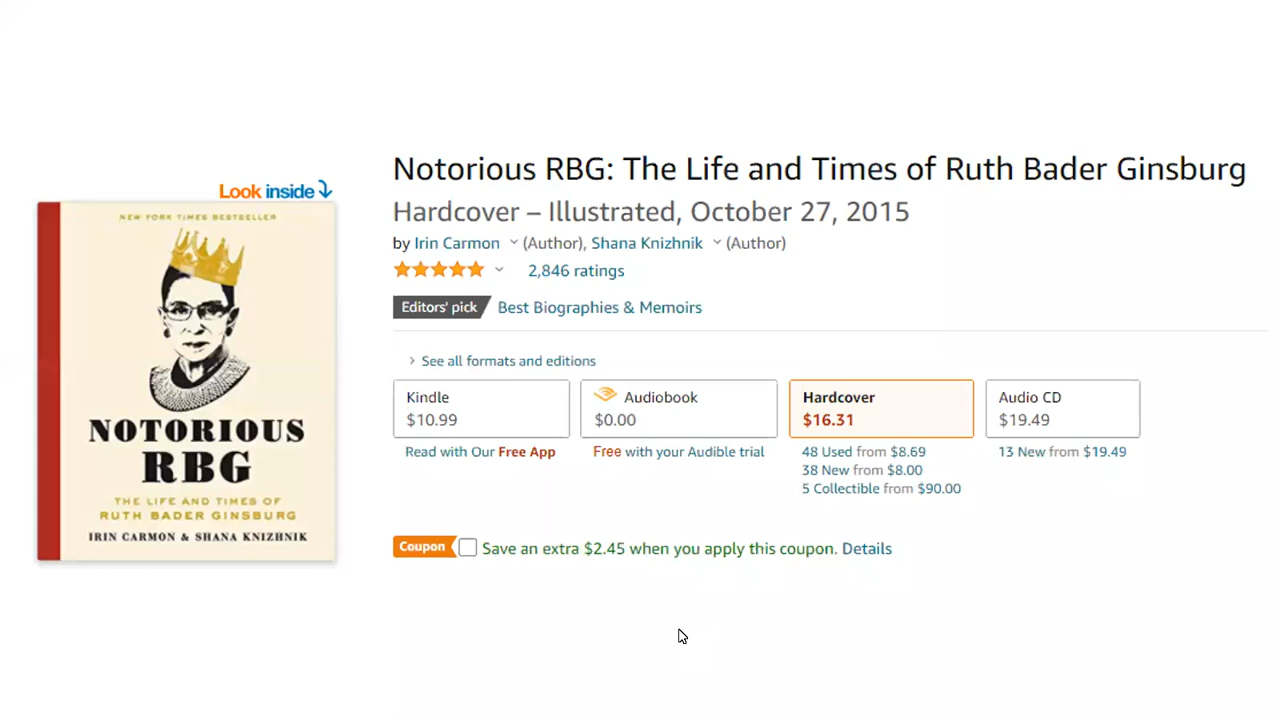 Look inside
NEW YORK TIMES BESTSELLER
NOTORIOUS
RBG
THE LIFE AND TIMES OF
RUTH BADER GINSBURG
IRIN CARMON & SHANA KNIZHNIK
Notorious RBG: The Life and Times of Ruth Bader Ginsburg
Hardcover – Illustrated, October 27, 2015
by Irin Carmon (Author), Shana Knizhnik (Author)
2,846 ratings
Editors' pick Best Biographies & Memoirs
See all formats and editions
Kindle
$10.99
Read with Our Free App
Audiobook
$0.00
Free with your Audible trial
Hardcover
$16.31
48 Used from $8.69
38 New from $8.00
5 Collectible from $90.00
Audio CD
$19.49
13 New from $19.49
Coupon Save an extra $2.45 when you apply this coupon. Details